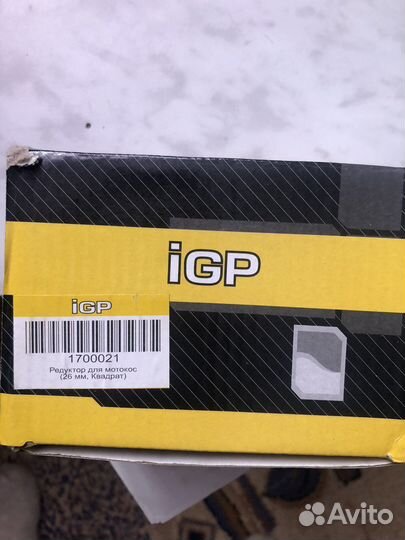 iGP
iGP
1700021
Редуктор для мотокос
(26 мм, Квадрат)
Avito